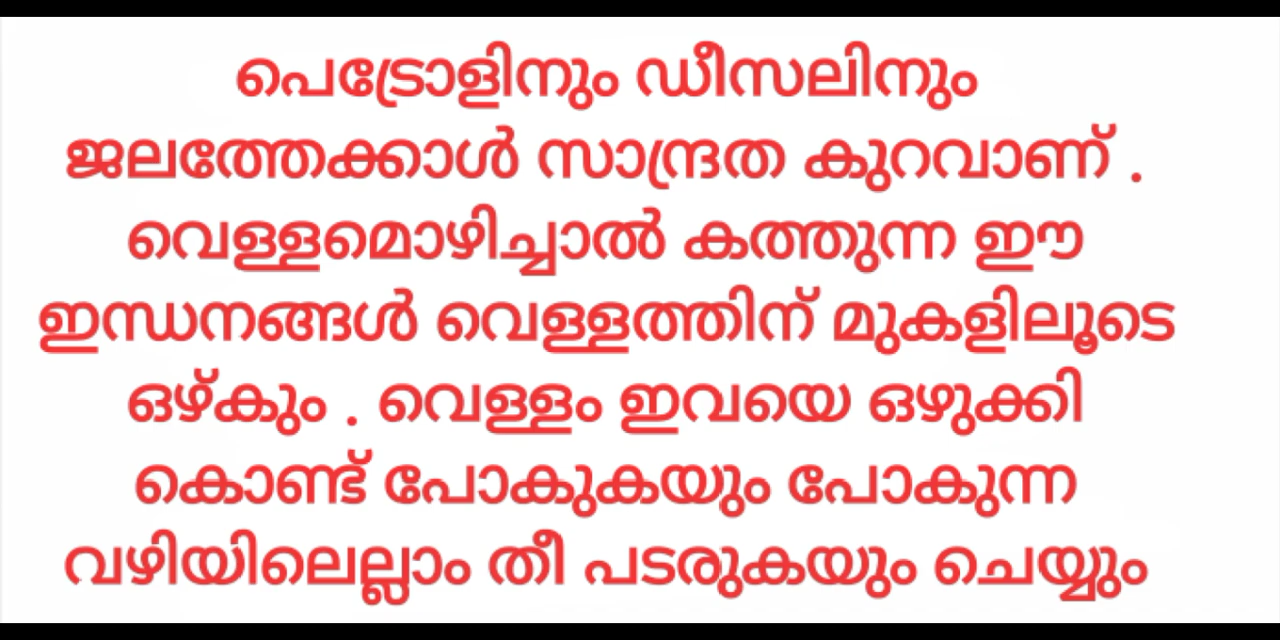 പെട്രോളിനും ഡീസലിനും
ജലത്തേക്കാൾ സാന്ദ്രത കുറവാണ് .
വെള്ളമൊഴിച്ചാൽ കത്തുന്ന ഈ
ഇന്ധനങ്ങൾ വെള്ളത്തിന് മുകളിലൂടെ
ഒഴ്കും . വെള്ളം ഇവയെ ഒഴുക്കി
കൊണ്ട് പോകുകയും പോകുന്ന
വഴിയിലെല്ലാം തീ പടരുകയും ചെയ്യും